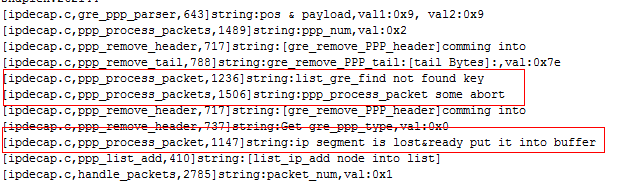 [ipdecap.c,gre_ppp_parser,643]string:pos & payload,val1:0x9, val2:0x9
[ipdecap.c,ppp_process_packets,1489]string:ppp_num,val:0x2
[ipdecap.c,ppp_remove_header,717]string:[gre_remove_PPP_header]comming into
[ipdecap.c,ppp_remove_tail,788]string:gre_remove_PPP_tail:[tail Bytes]:,val:0x7e
[ipdecap.c,ppp_process_packet,1236]string:list_gre_find not found key
[ipdecap.c,ppp_process_packets,1506]string:ppp_process_packet some abort
[ipdecap.c,ppp_remove_header,717]string:[gre_remove_PPP_header]comming into
[ipdecap.c,ppp_remove_header,737]string:Get gre_ppp_type,val:0x0
[ipdecap.c,ppp_process_packet,1147]string:ip segment is lost&ready put it into buffer
[ipdecap.c,ppp_list_add,410]string:[list_ip_add node into list]
[ipdecap.c,handle_packets,2785]string:packet_num,val:0x1